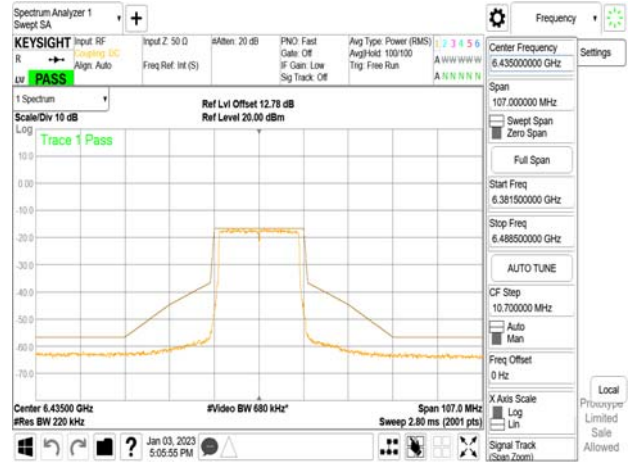 Spectrum Analyzer 1
Swept SA
+
Frequency
KEYSIGHT
R
LV PASS
Input: RF
Coupling: DC
Align: Auto
Input Z: 50 Ω
Freq Ref: Int (S)
#Atten: 20 dB
PNO: Fast
Gate: Off
IF Gain: Low
Sig Track: Off
Avg Type: Power (RMS)
Avg|Hold: 100/100
Trig: Free Run
1 2 3 4 5 6
A W W W W W
A N N N N N
1 Spectrum
Scale/Div 10 dB
Ref Lvl Offset 12.78 dB
Ref Level 20.00 dBm
Log
Trace 1 Pass
10.0
0.00
-10.0
-20.0
-30.0
-40.0
-50.0
-60.0
-70.0
Center 6.43500 GHz
#Res BW 220 kHz
#Video BW 680 kHz*
Span 107.0 MHz
Sweep 2.80 ms (2001 pts)
Jan 03, 2023
5:05:55 PM
?
Center Frequency
6.435000000 GHz
Settings
Span
107.000000 MHz
Swept Span
Zero Span
Full Span
Start Freq
6.381500000 GHz
Stop Freq
6.488500000 GHz
AUTO TUNE
CF Step
10.700000 MHz
Auto
Man
Freq Offset
0 Hz
X Axis Scale
Log
Lin
Signal Track
(Span Zoom)
Local
Prototype
Limited
Sale
Allowed